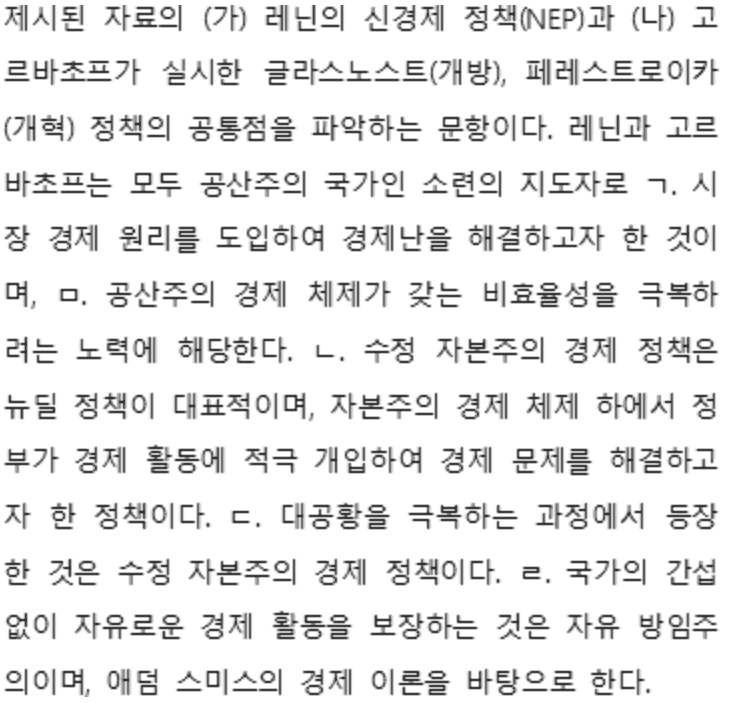 제시된 자료의 (가) 레닌의 신경제 정책(NEP)과 (나) 고
르바초프가 실시한 글라스노스트(개방), 페레스트로이카
(개혁) 정책의 공통점을 파악하는 문항이다. 레닌과 고르
바초프는 모두 공산주의 국가인 소련의 지도자로 ㄱ. 시
장 경제 원리를 도입하여 경제난을 해결하고자 한 것이
며, ㅁ. 공산주의 경제 체제가 갖는 비효율성을 극복하
려는 노력에 해당한다. ㄴ. 수정 자본주의 경제 정책은
뉴딜 정책이 대표적이며, 자본주의 경제 체제 하에서 정
부가 경제 활동에 적극 개입하여 경제 문제를 해결하고
자 한 정책이다. ㄷ. 대공황을 극복하는 과정에서 등장
한 것은 수정 자본주의 경제 정책이다. ㄹ. 국가의 간섭
없이 자유로운 경제 활동을 보장하는 것은 자유 방임주
의이며, 애덤 스미스의 경제 이론을 바탕으로 한다.